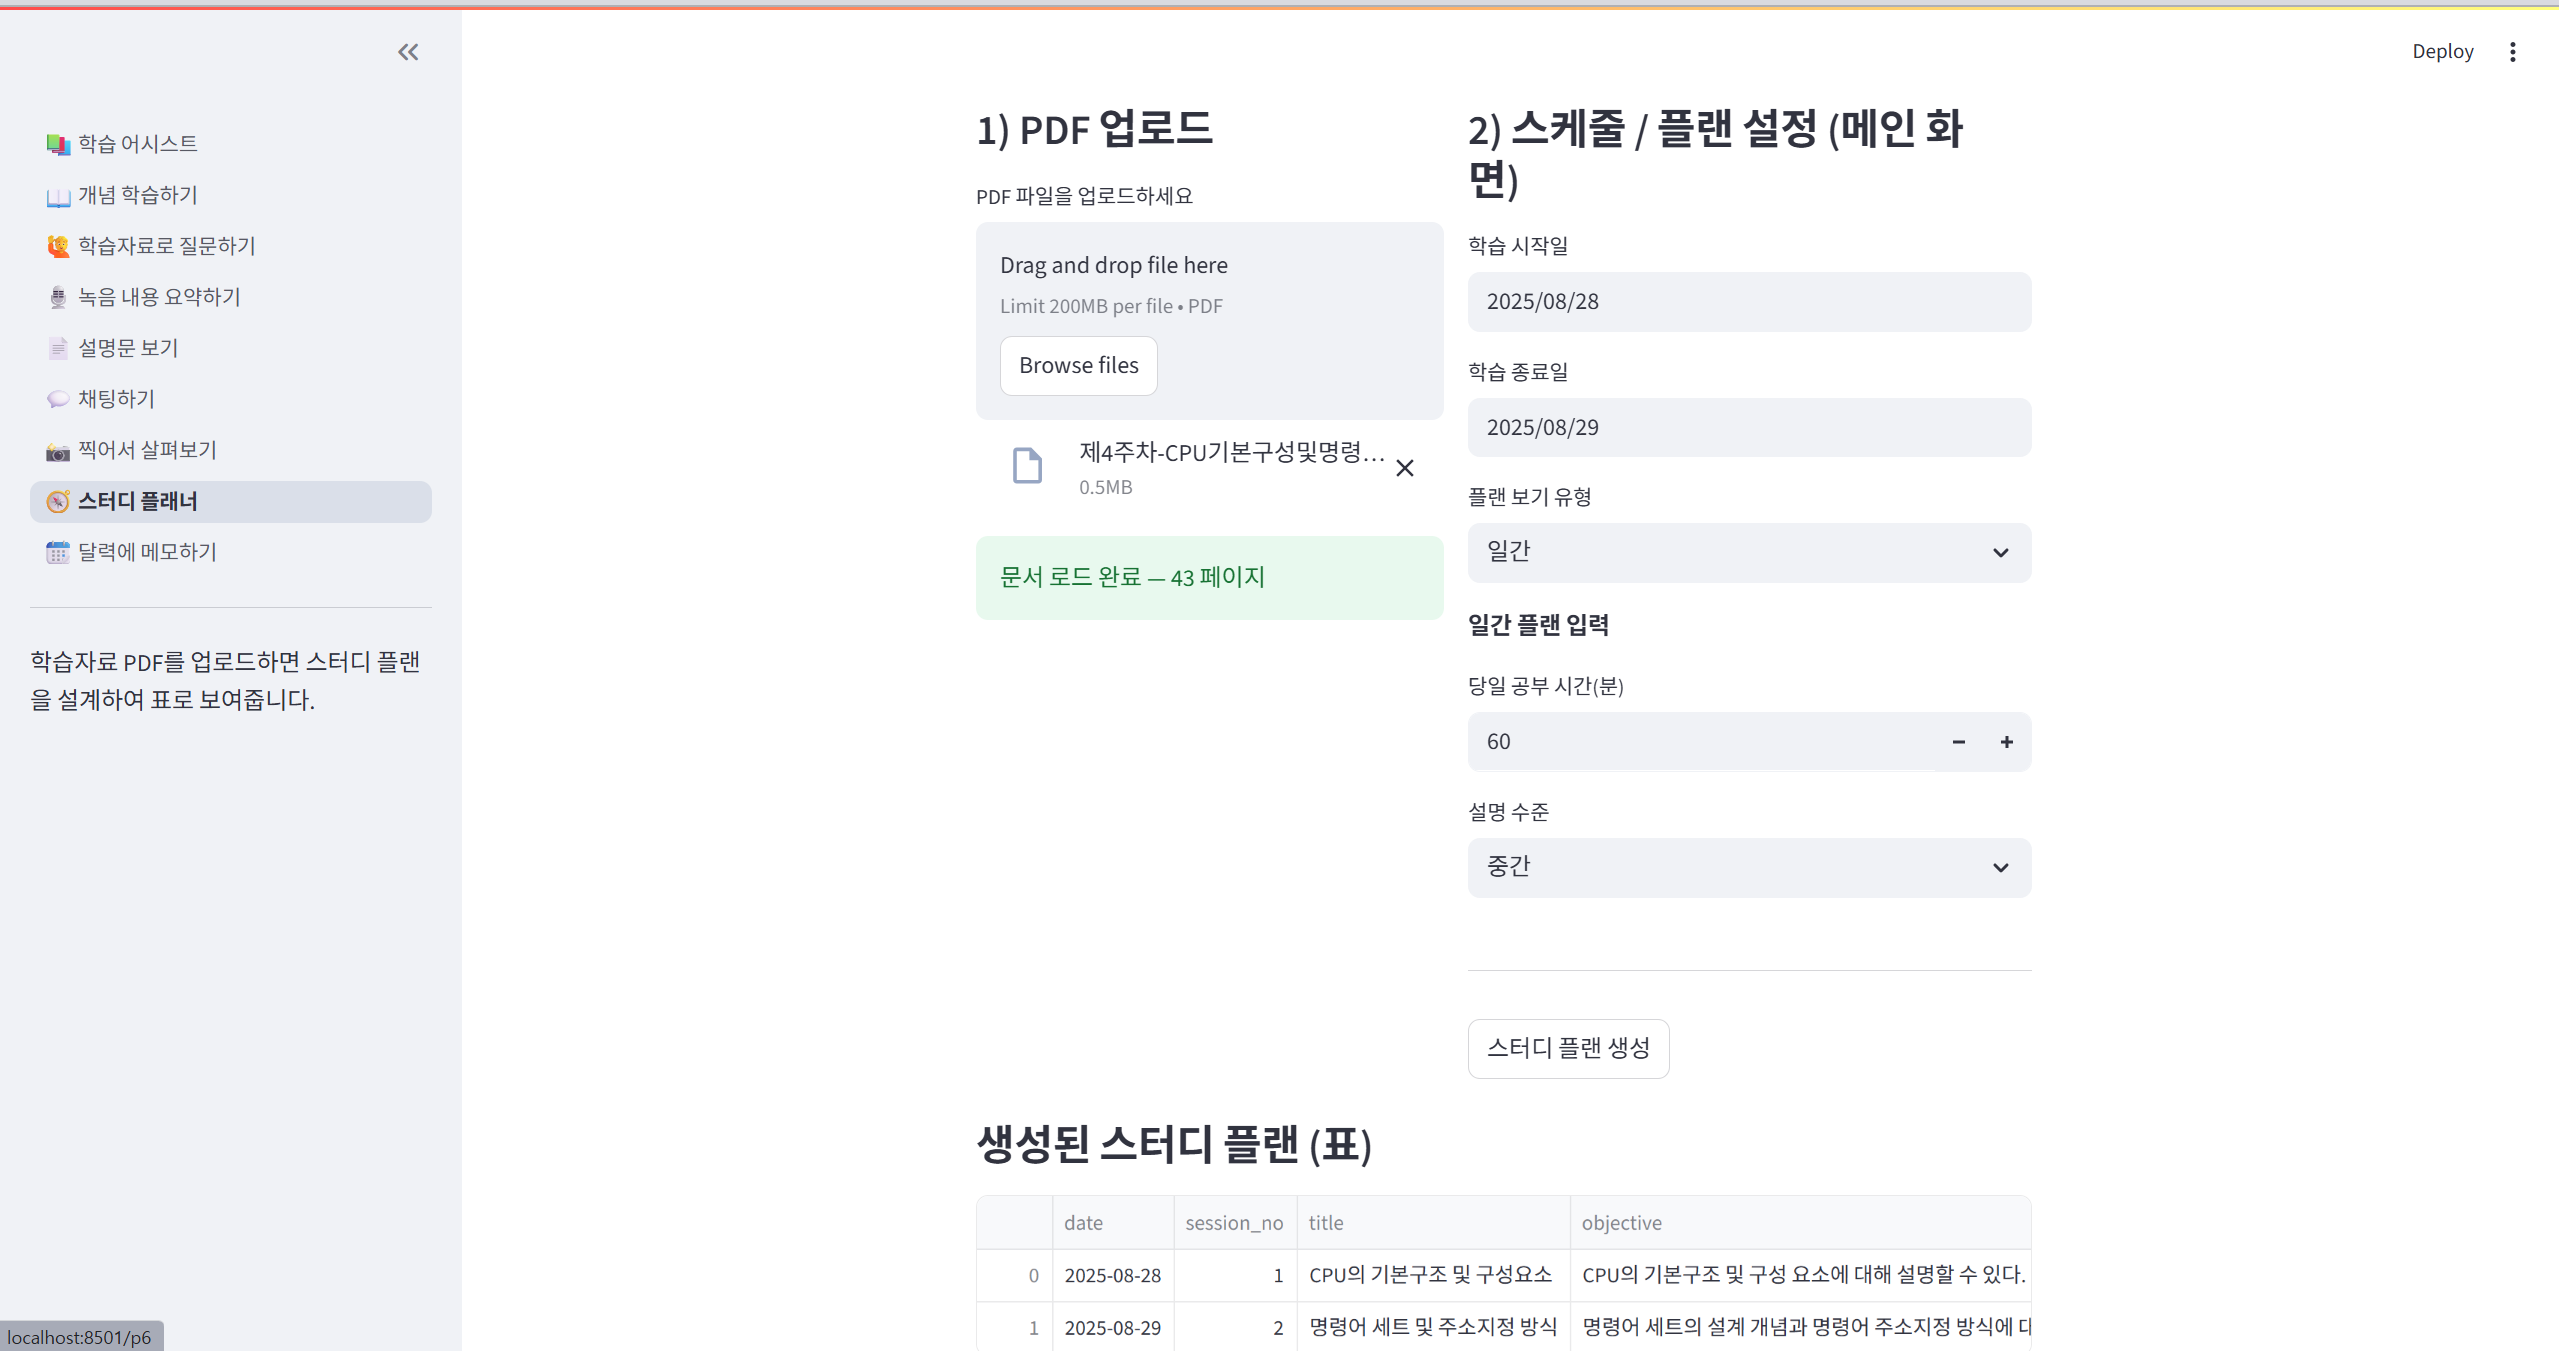 Deploy
학습 어시스트
개념 학습하기
학습자료로 질문하기
녹음 내용 요약하기
설명문 보기
채팅하기
찍어서 살펴보기
스터디 플래너
달력에 메모하기
학습자료 PDF를 업로드하면 스터디 플랜
을 설계하여 표로 보여줍니다.
1) PDF 업로드
PDF 파일을 업로드하세요
Drag and drop file here
Limit 200MB per file • PDF
Browse files
제4주차-CPU기본구성및명령…
0.5MB
문서 로드 완료 — 43 페이지
2) 스케줄 / 플랜 설정 (메인 화
면)
학습 시작일
2025/08/28
학습 종료일
2025/08/29
플랜 보기 유형
일간
일간 플랜 입력
당일 공부 시간(분)
60
설명 수준
중간
스터디 플랜 생성
생성된 스터디 플랜 (표)
date session_no title objective
0 2025-08-28 1 CPU의 기본구조 및 구성요소 CPU의 기본구조 및 구성 요소에 대해 설명할 수 있다.
1 2025-08-29 2 명령어 세트 및 주소지정 방식 명령어 세트의 설계 개념과 명령어 주소지정 방식에 대
localhost:8501/p6